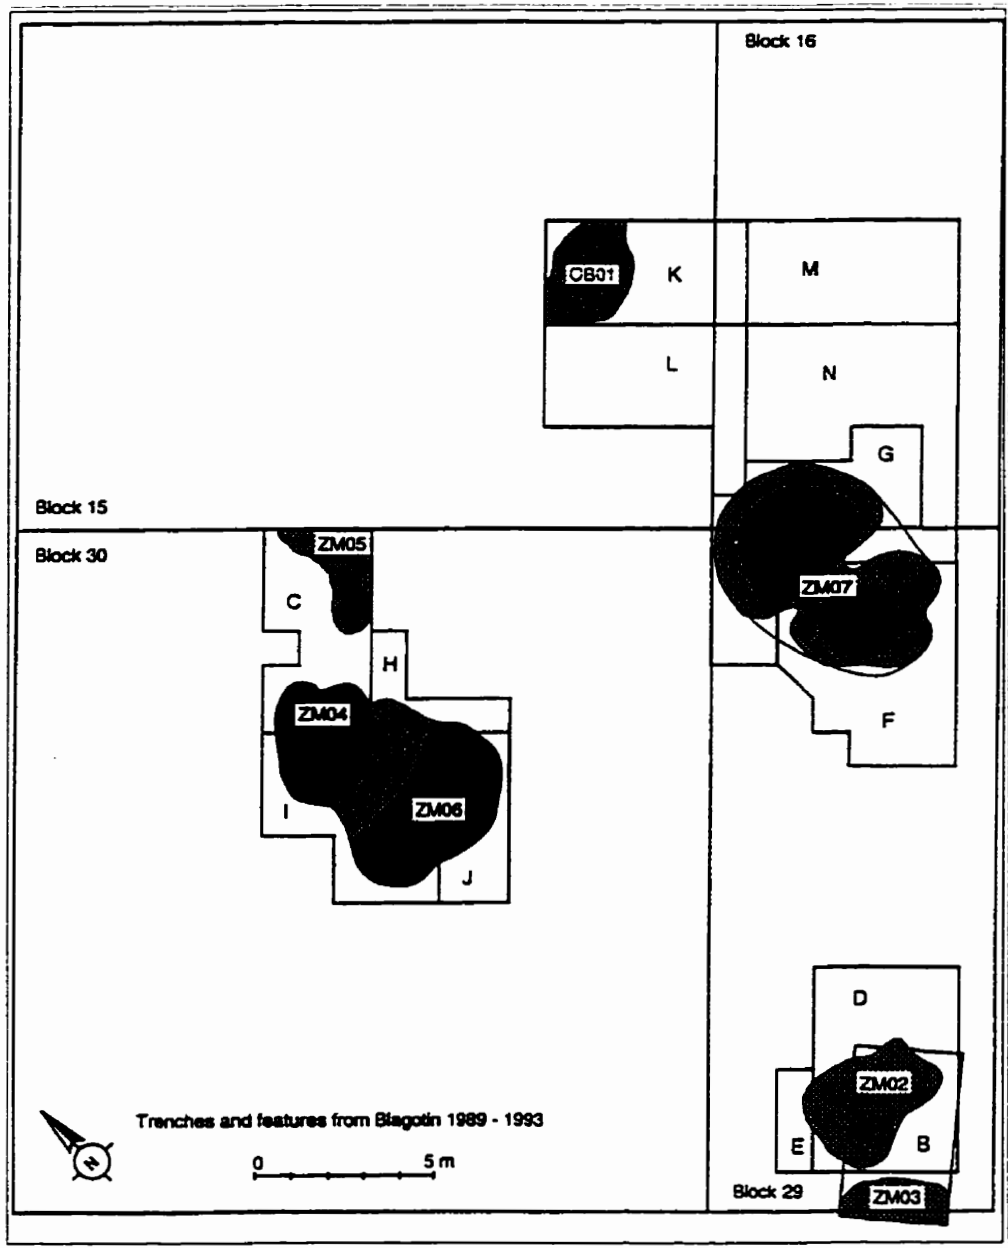 Block 16
CB01
K
M
L
N
G
Block 15
Block 30
ZM05
C
ZM07
H
ZM04
F
I
ZM06
J
D
ZM02
Trenches and features from Blagotin 1989 - 1993
E
B
N
0 5 m
Block 29
ZM03